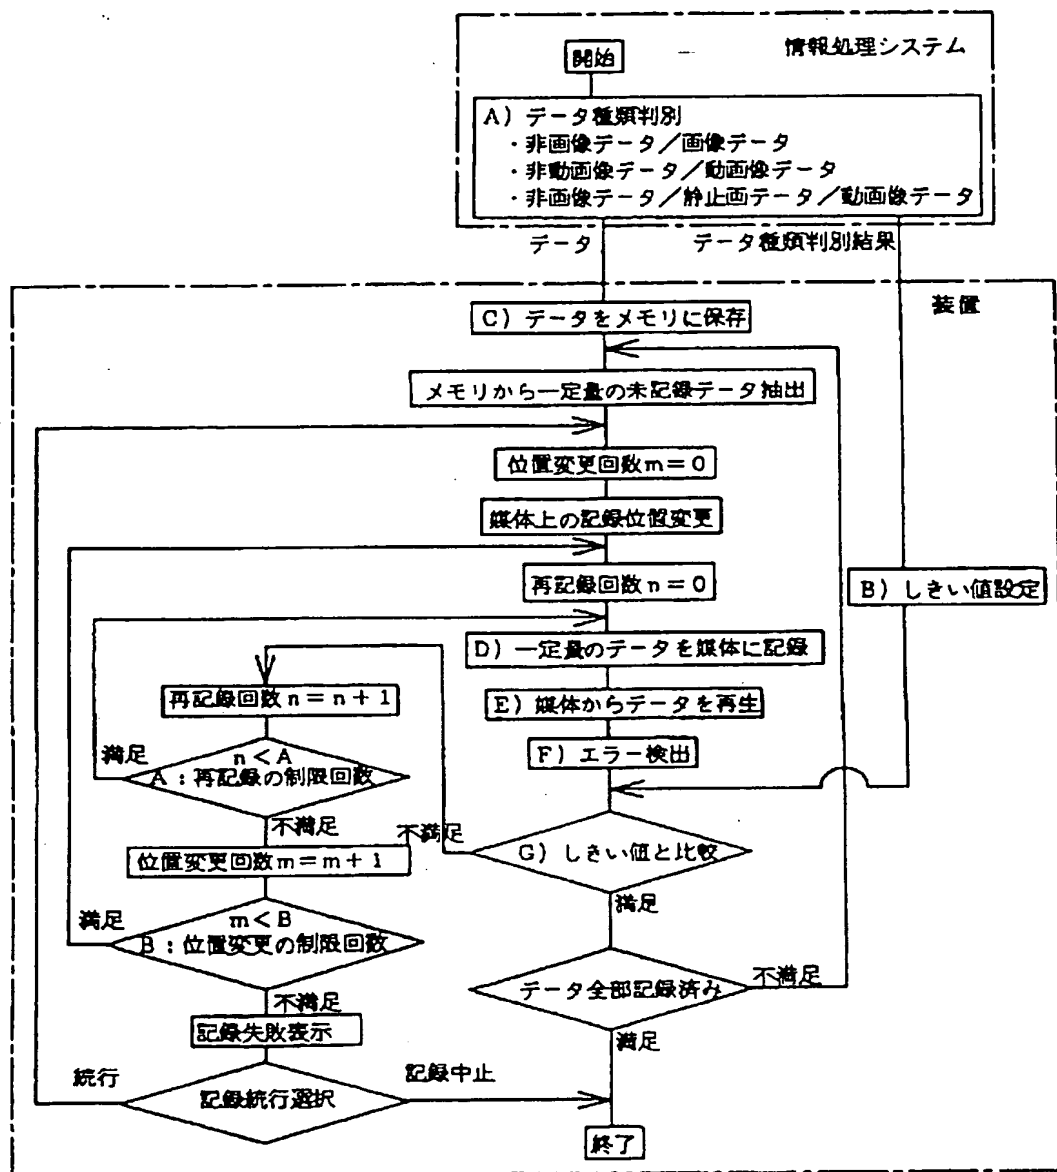 情報処理システム
開始
A) データ種類判別
・非画像データ／画像データ
・非動画像データ／動画像データ
・非画像データ／静止画データ／動画像データ
データ
データ種類判別結果
装置
C) データをメモリに保存
メモリから一定量の未記録データ抽出
位置変更回数m＝0
媒体上の記録位置変更
再記録回数n＝0
B) しきい値設定
D) 一定量のデータを媒体に記録
再記録回数n＝n＋1
E) 媒体からデータを再生
満足
n＜A
A：再記録の制限回数
F) エラー検出
不満足
不満足
位置変更回数m＝m＋1
G) しきい値と比較
満足
満足
m＜B
B：位置変更の制限回数
不満足
データ全部記録済み
不満足
記録失敗表示
満足
続行
記録中止
記録続行選択
終了